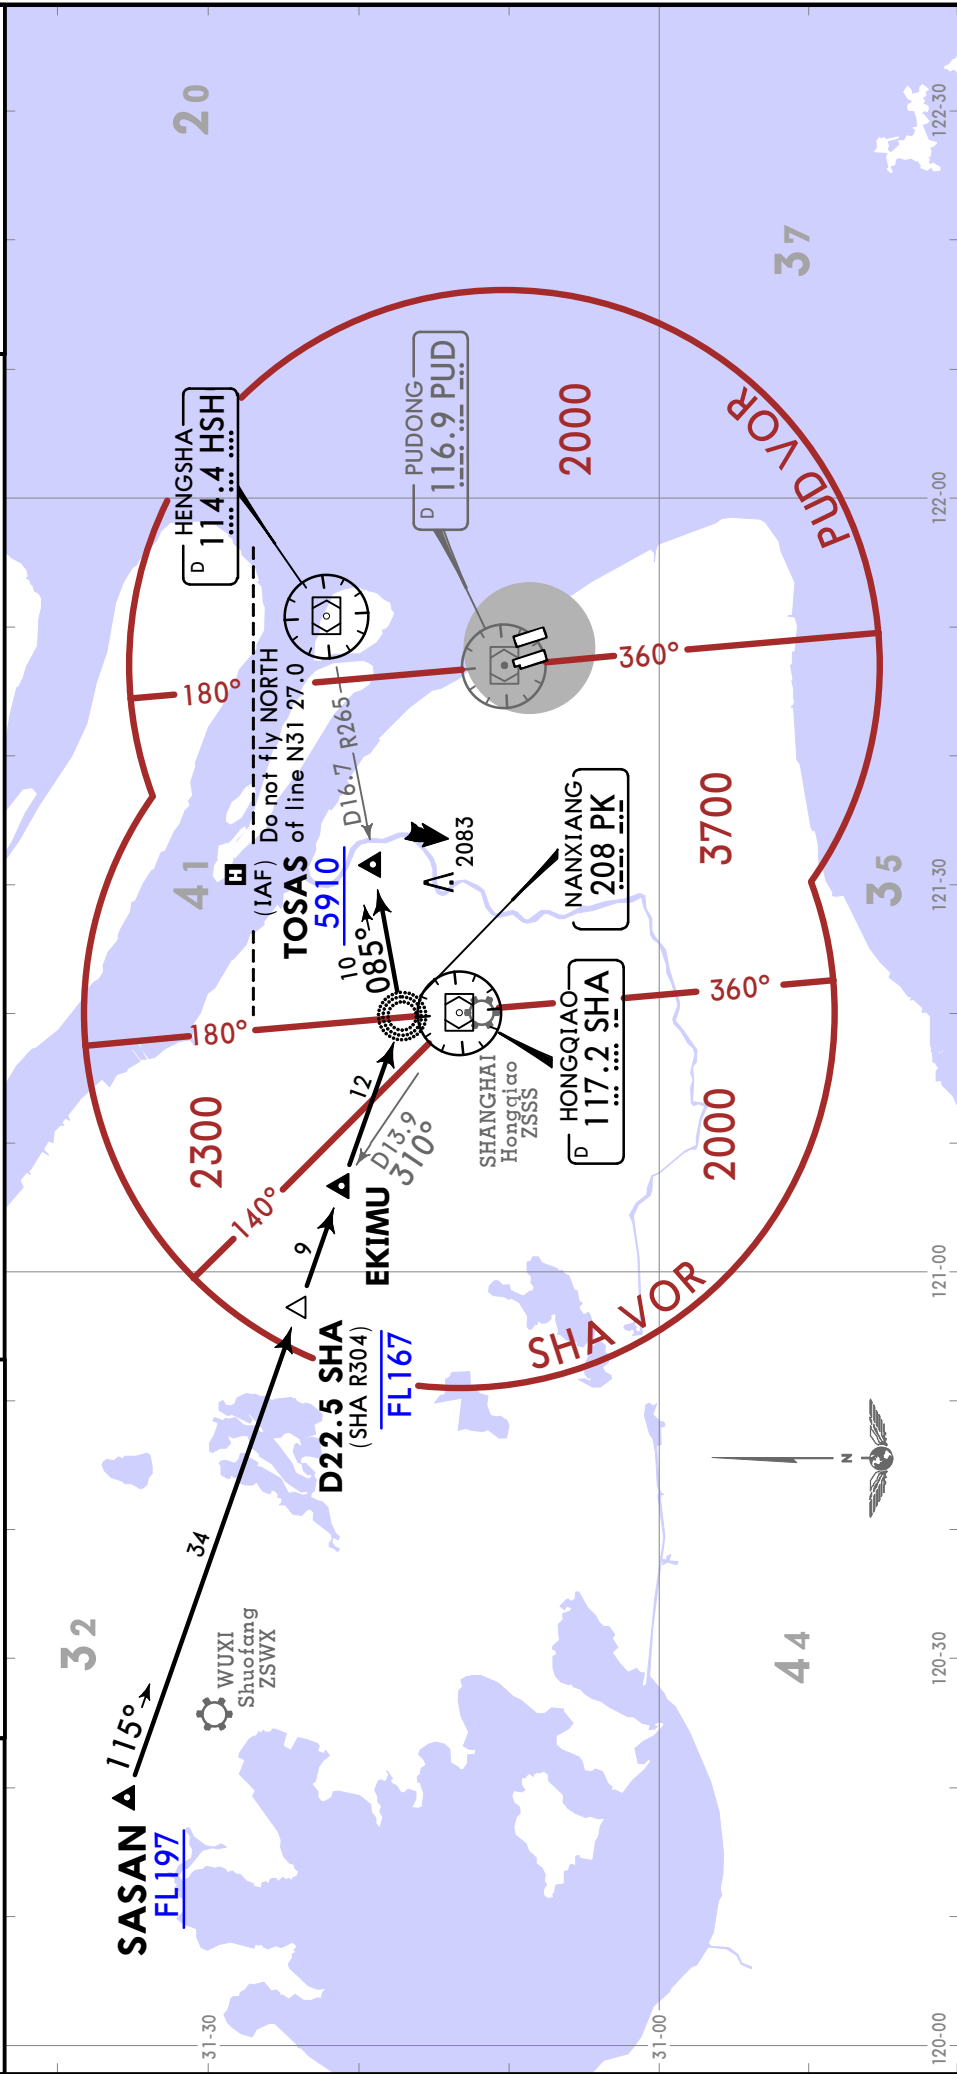 20
37
122-30
D HENGSHA
114.4 HSH
D PUDONG
116.9 PUD
2000
PUD VOR
122-00
180°
360°
(IAF) Do not fly NORTH
of line N31 27.0
TOSAS
5910
D16.7 R265
41
H
2083
NANXIANG
208 PK
3700
35
121-30
10
085°
180°
360°
12
D13.9
310°
SHANGHAI
Hongqiao
ZSSS
D HONGQIAO
117.2 SHA
2300
140°
2000
9
EKIMU
SHA VOR
121-00
D22.5 SHA
(SHA R304)
FL167
N
34
32
WUXI
Shuofang
ZSWX
44
120-30
115°
SASAN
FL197
31-30
31-00
120-00